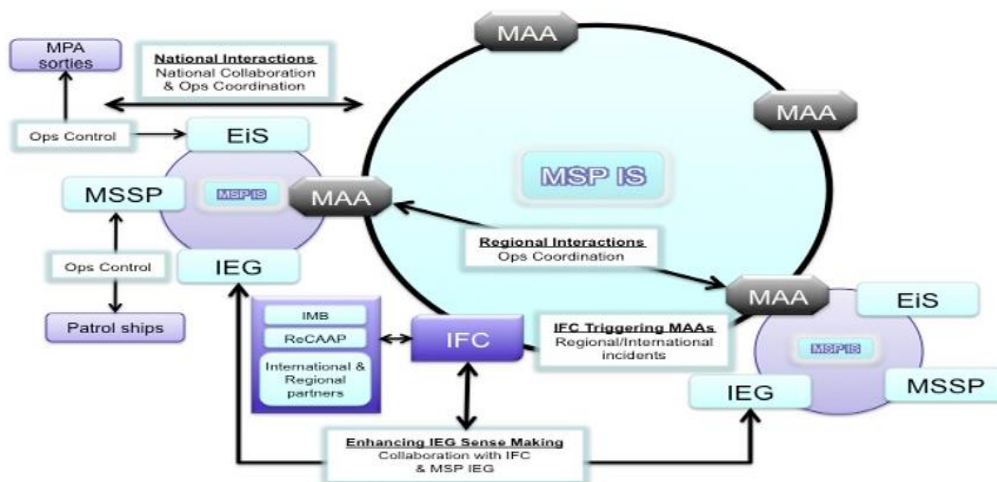 MAA
MPA
sorties
National Interactions
National Collaboration
& Ops Coordination
MAA
Ops Control
EiS
MSP IS
MSSP
MSP IS
MAA
Regional Interactions
Ops Coordination
Ops Control
IEG
MAA
EiS
IMB
Patrol ships
ReCAAP
IFC
IFC Triggering MAAs
Regional/International
incidents
MSP IS
International &
Regional
partners
IEG
MSSP
Enhancing IEG Sense Making
Collaboration with IFC
& MSP IEG